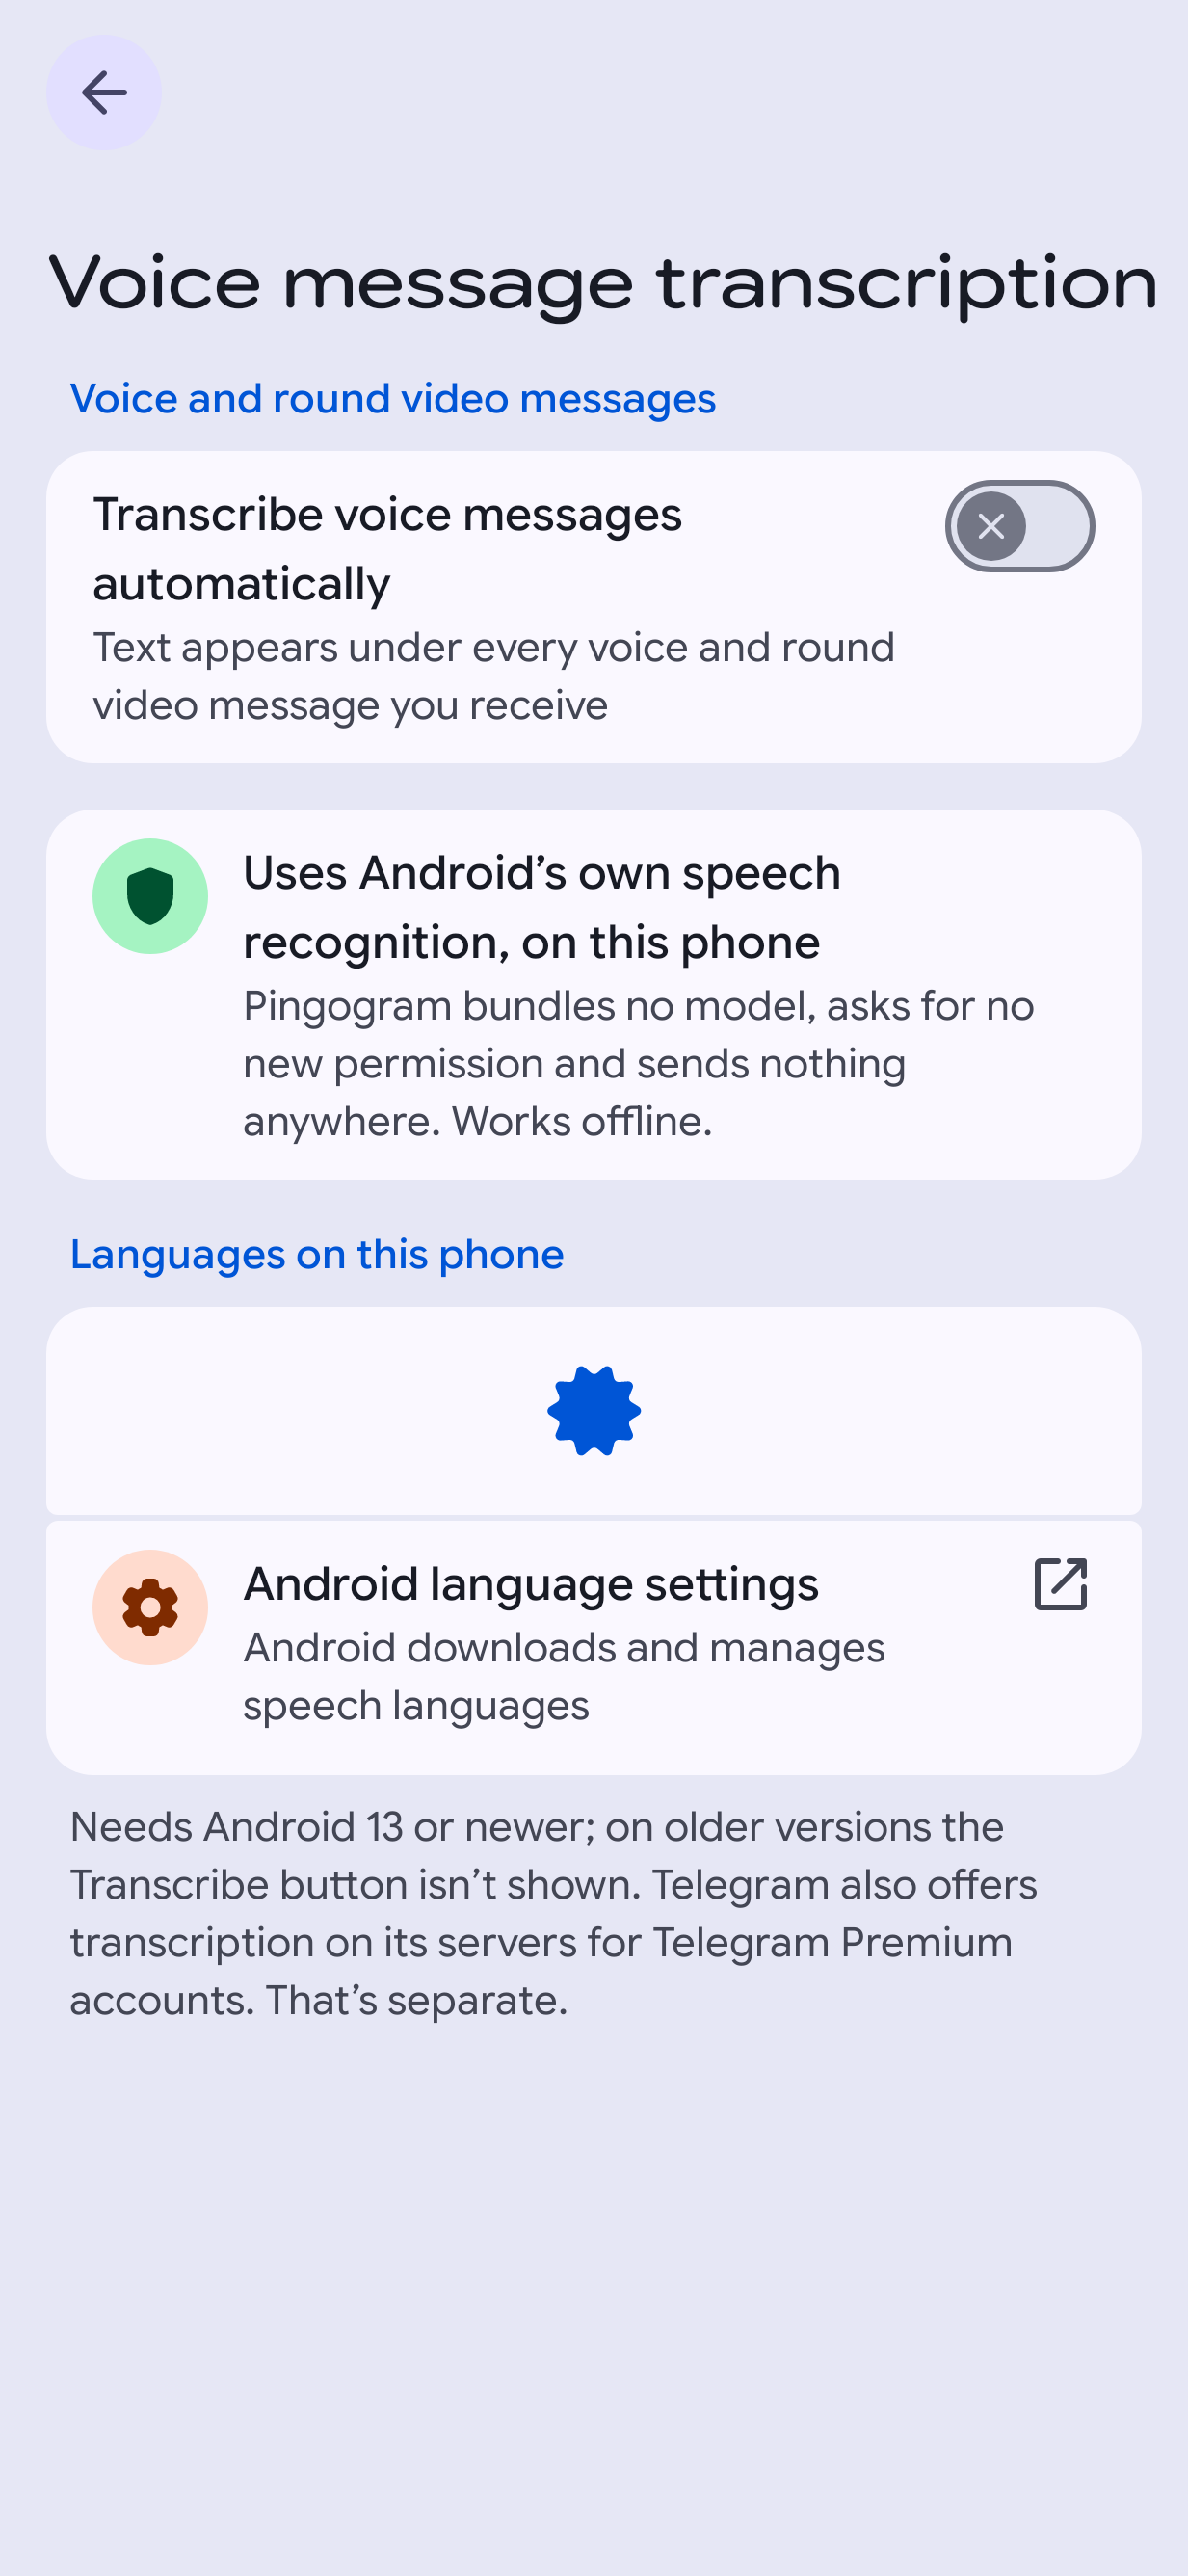 Voice message transcription
Voice and round video messages
Transcribe voice messages
automatically
Text appears under every voice and round
video message you receive
Uses Android’s own speech
recognition, on this phone
Pingogram bundles no model, asks for no
new permission and sends nothing
anywhere. Works offline.
Languages on this phone
Android language settings
Android downloads and manages
speech languages
Needs Android 13 or newer; on older versions the
Transcribe button isn’t shown. Telegram also offers
transcription on its servers for Telegram Premium
accounts. That’s separate.